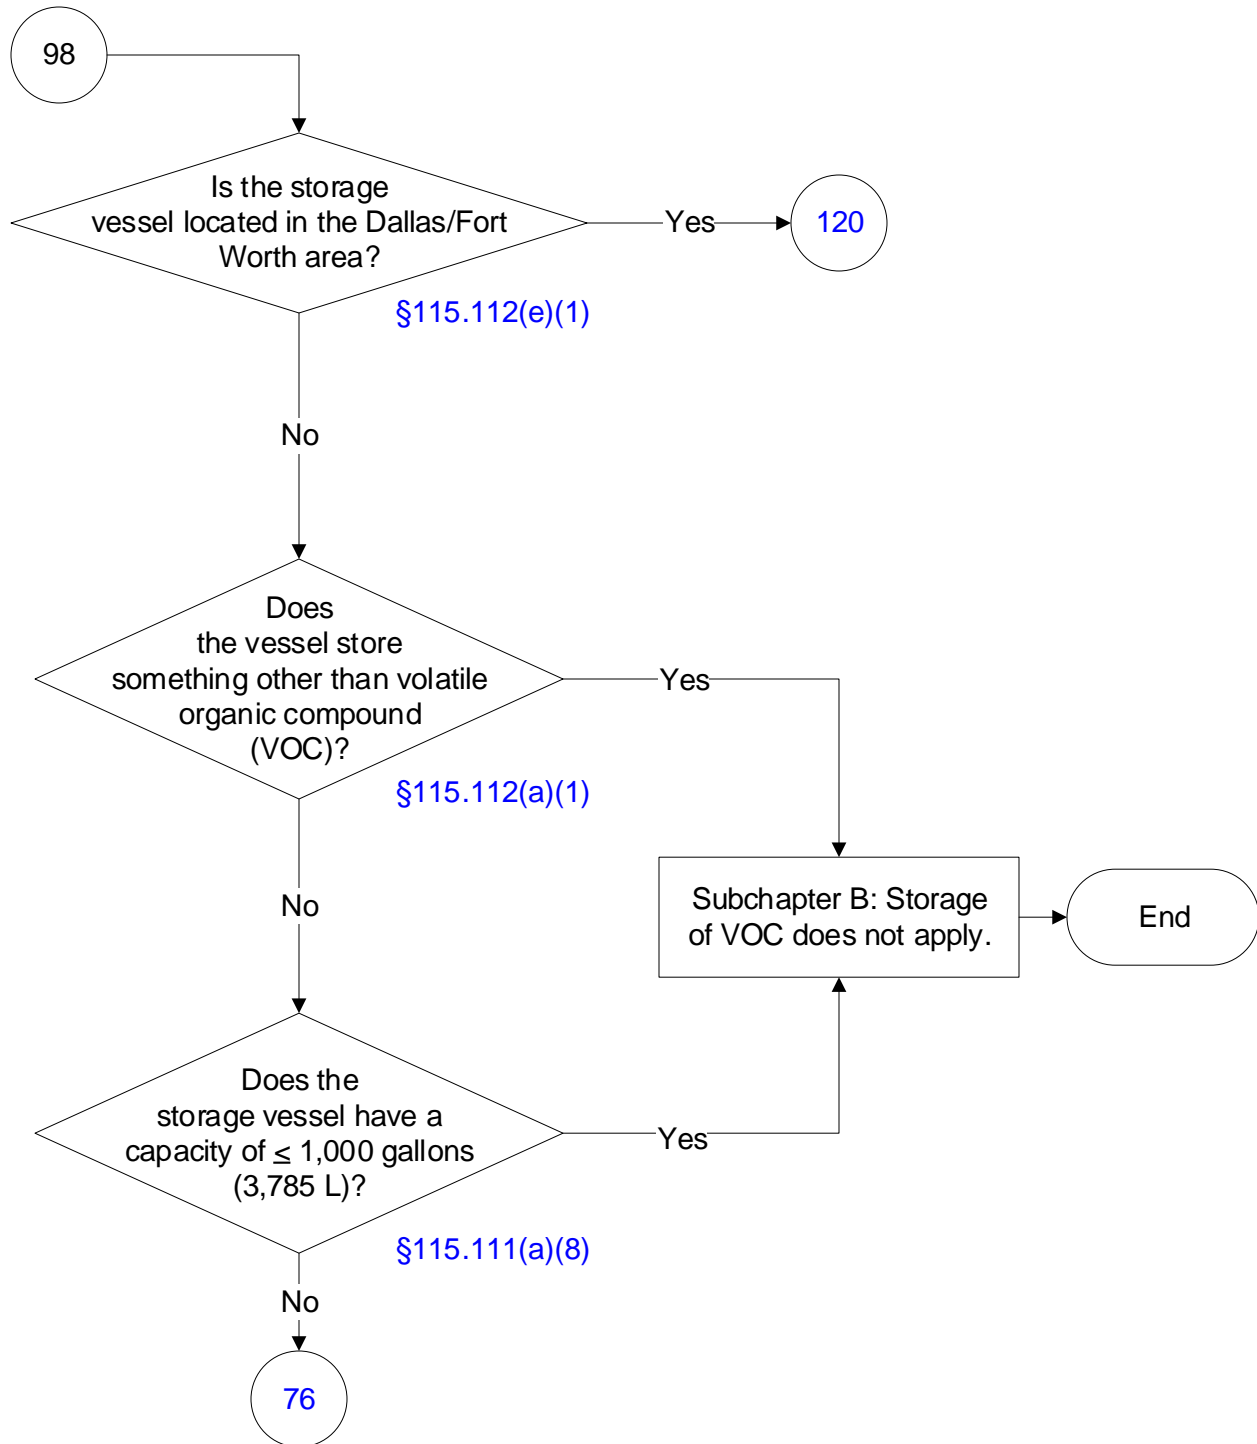 98
Is the storage
vessel located in the Dallas/Fort
Worth area?
Yes
120
§115.112(e)(1)
No
Does
the vessel store
something other than volatile
organic compound
(VOC)?
Yes
§115.112(a)(1)
No
Subchapter B: Storage
of VOC does not apply.
End
Does the
storage vessel have a
capacity of ≤ 1,000 gallons
(3,785 L)?
Yes
§115.111(a)(8)
No
76